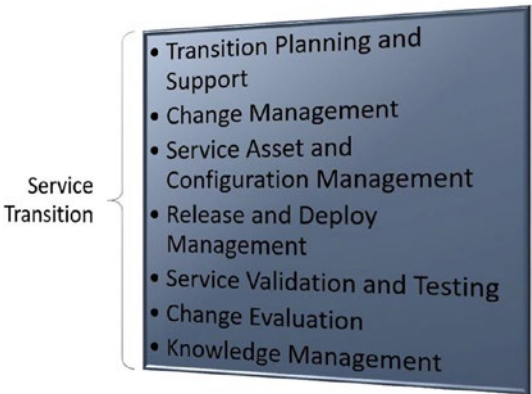 Service
Transition
• Transition Planning and
Support
• Change Management
• Service Asset and
Configuration Management
• Release and Deploy
Management
• Service Validation and Testing
• Change Evaluation
• Knowledge Management